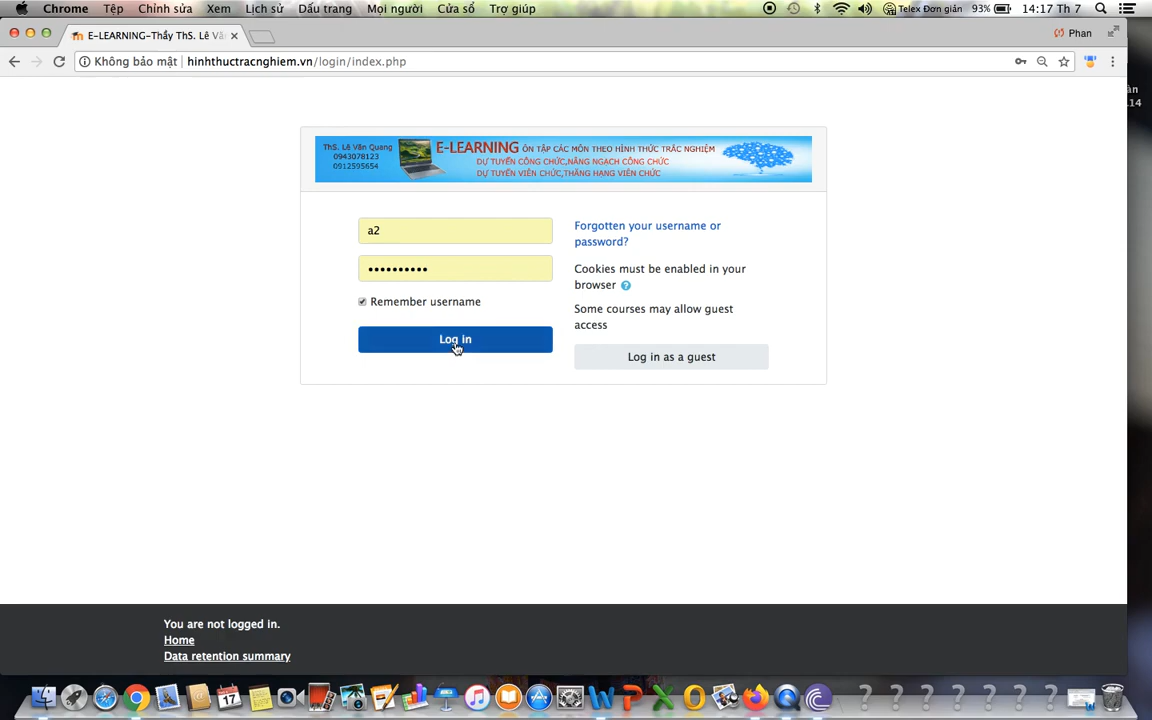 Chrome Tệp Chỉnh sửa Xem Lịch sử Dấu trang Mọi người Cửa sổ Trợ giúp Telex Đơn giản 93% 14:17 Th 7
E-LEARNING-Thầy ThS. Lê Vă Phan
Không bảo mật hinhthuctracnghiem.vn/login/index.php
àn
14
ThS. Lê Văn Quang
0943078123
0912595654
E-LEARNING ÔN TẬP CÁC MÔN THEO HÌNH THỨC TRẮC NGHIỆM
DỰ TUYỂN CÔNG CHỨC,NÂNG NGẠCH CÔNG CHỨC
DỰ TUYỂN VIÊN CHỨC,THĂNG HẠNG VIÊN CHỨC
a2
••••••••••
Remember username
Log in
Forgotten your username or
password?
Cookies must be enabled in your
browser
Some courses may allow guest
access
Log in as a guest
You are not logged in.
Home
Data retention summary
17